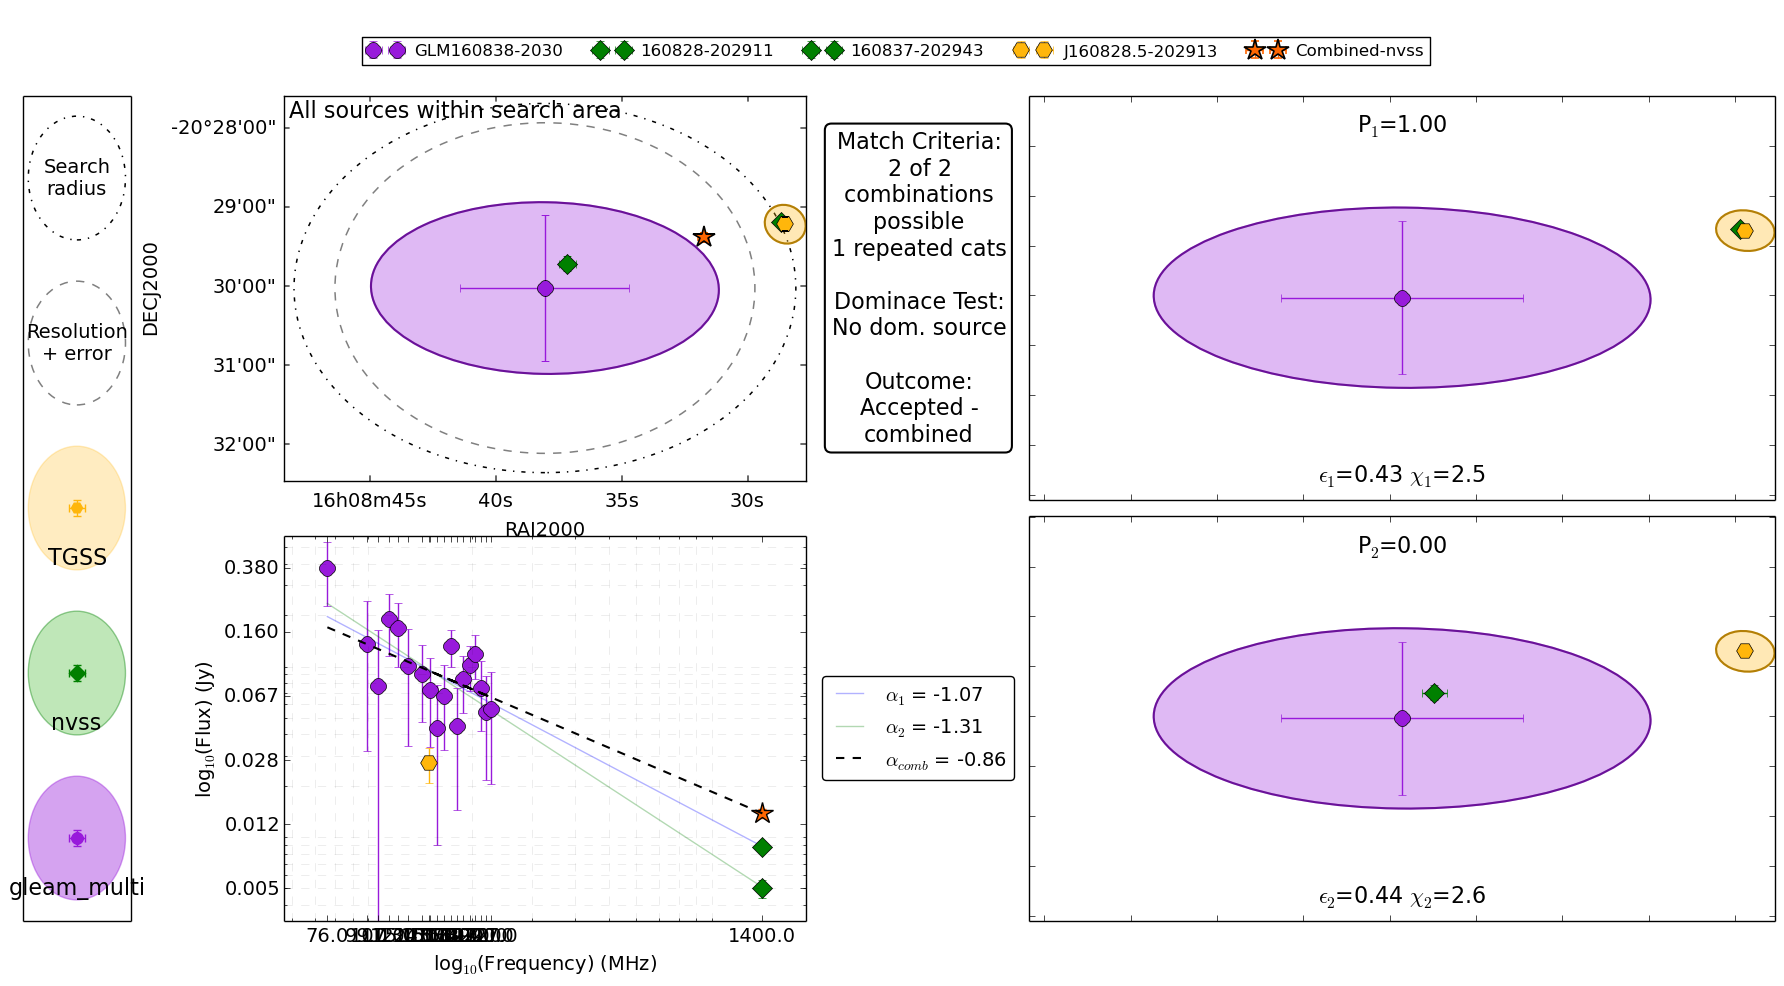 GLM160838-2030 160828-202911 160837-202943 J160828.5-202913 Combined-nvss
Search
radius
Resolution
+ error
TGSS
nvss
gleam_multi
All sources within search area
-20°28'00"
29'00"
30'00"
31'00"
32'00"
DECJ2000
16h08m45s 40s 35s 30s
RAJ2000
Match Criteria:
2 of 2
combinations
possible
1 repeated cats
Dominace Test:
No dom. source
Outcome:
Accepted -
combined
P1=1.00
ϵ1=0.43 χ1=2.5
P2=0.00
ϵ2=0.44 χ2=2.6
0.380
0.160
0.067
0.028
0.012
0.005
log10(Flux) (Jy)
76.0 1400.0
log10(Frequency) (MHz)
α1 = -1.07
α2 = -1.31
αcomb = -0.86